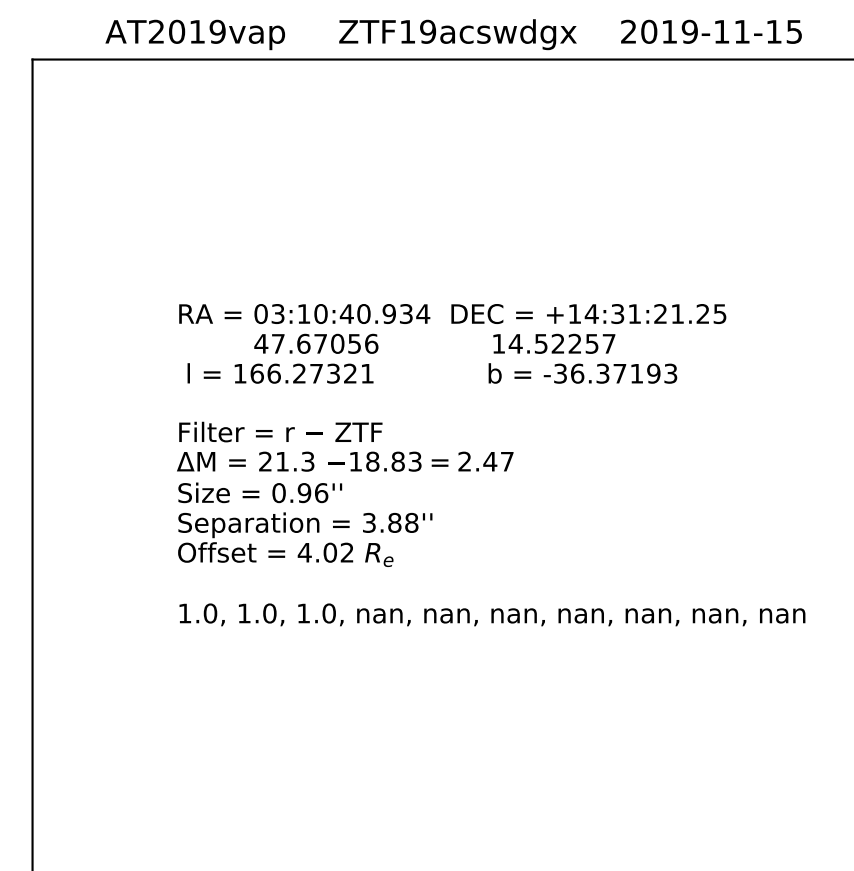 AT2019vap ZTF19acswdgx 2019-11-15
RA = 03:10:40.934 DEC = +14:31:21.25
47.67056 14.52257
l = 166.27321 b = -36.37193
Filter = r − ZTF
ΔM = 21.3 −18.83 = 2.47
Size = 0.96''
Separation = 3.88''
Offset = 4.02 Re
1.0, 1.0, 1.0, nan, nan, nan, nan, nan, nan, nan